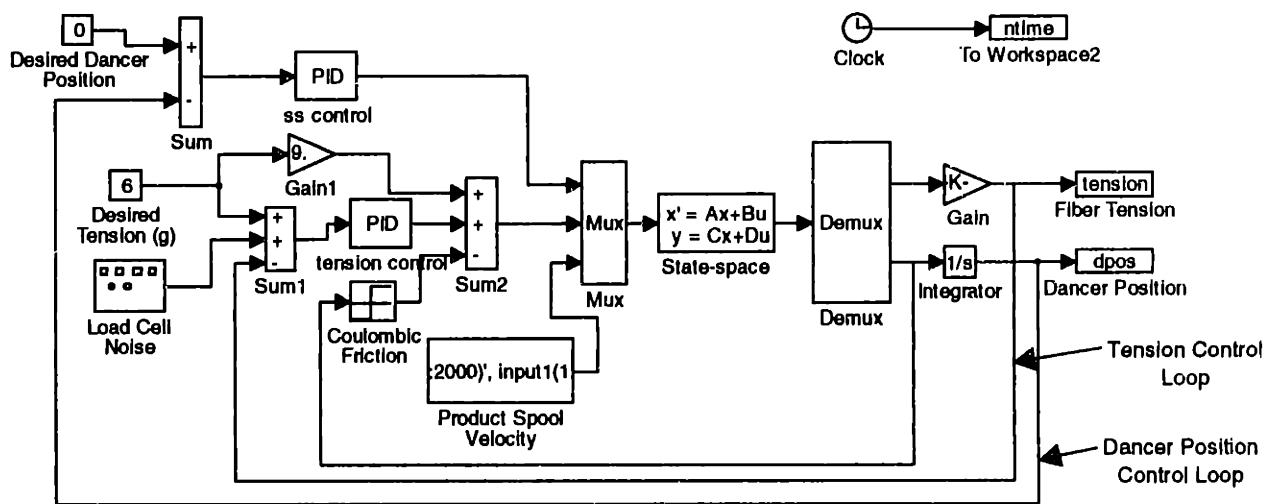 0
Desired Dancer
Position
+
-
Sum
PID
ss control
Clock
ntime
To Workspace2
9.
Gain1
6
Desired
Tension (g)
+
+
-
Sum1
PID
tension control
+
+
-
Sum2
Load Cell
Noise
Coulombic
Friction
:2000)', input1(1
Product Spool
Velocity
Mux
Mux
x' = Ax+Bu
y = Cx+Du
State-space
Demux
Demux
K-
Gain
tension
Fiber Tension
1/s
Integrator
dpos
Dancer Position
Tension Control
Loop
Dancer Position
Control Loop